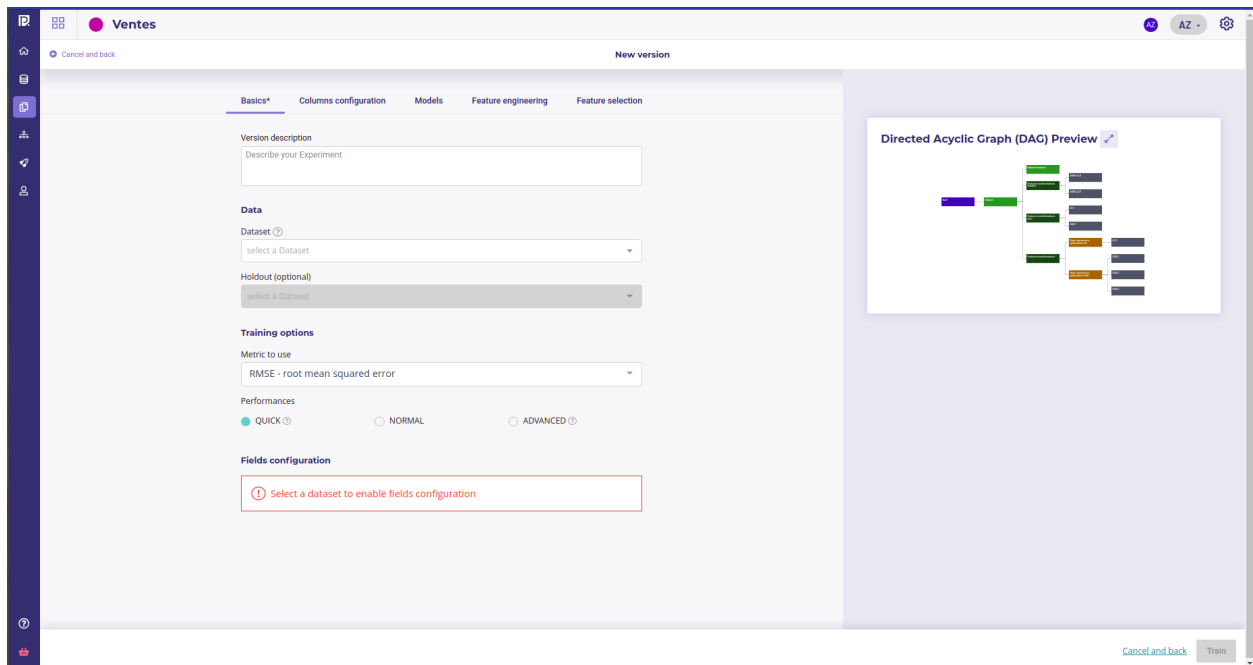 Ventes
AZ
AZ
Cancel and back
New version
Basics*
Columns configuration
Models
Feature engineering
Feature selection
Version description
Describe your Experiment
Data
Dataset
select a Dataset
Holdout (optional)
select a Dataset
Training options
Metric to use
RMSE - root mean squared error
Performances
QUICK
NORMAL
ADVANCED
Fields configuration
Select a dataset to enable fields configuration
Directed Acyclic Graph (DAG) Preview
Cancel and back
Train